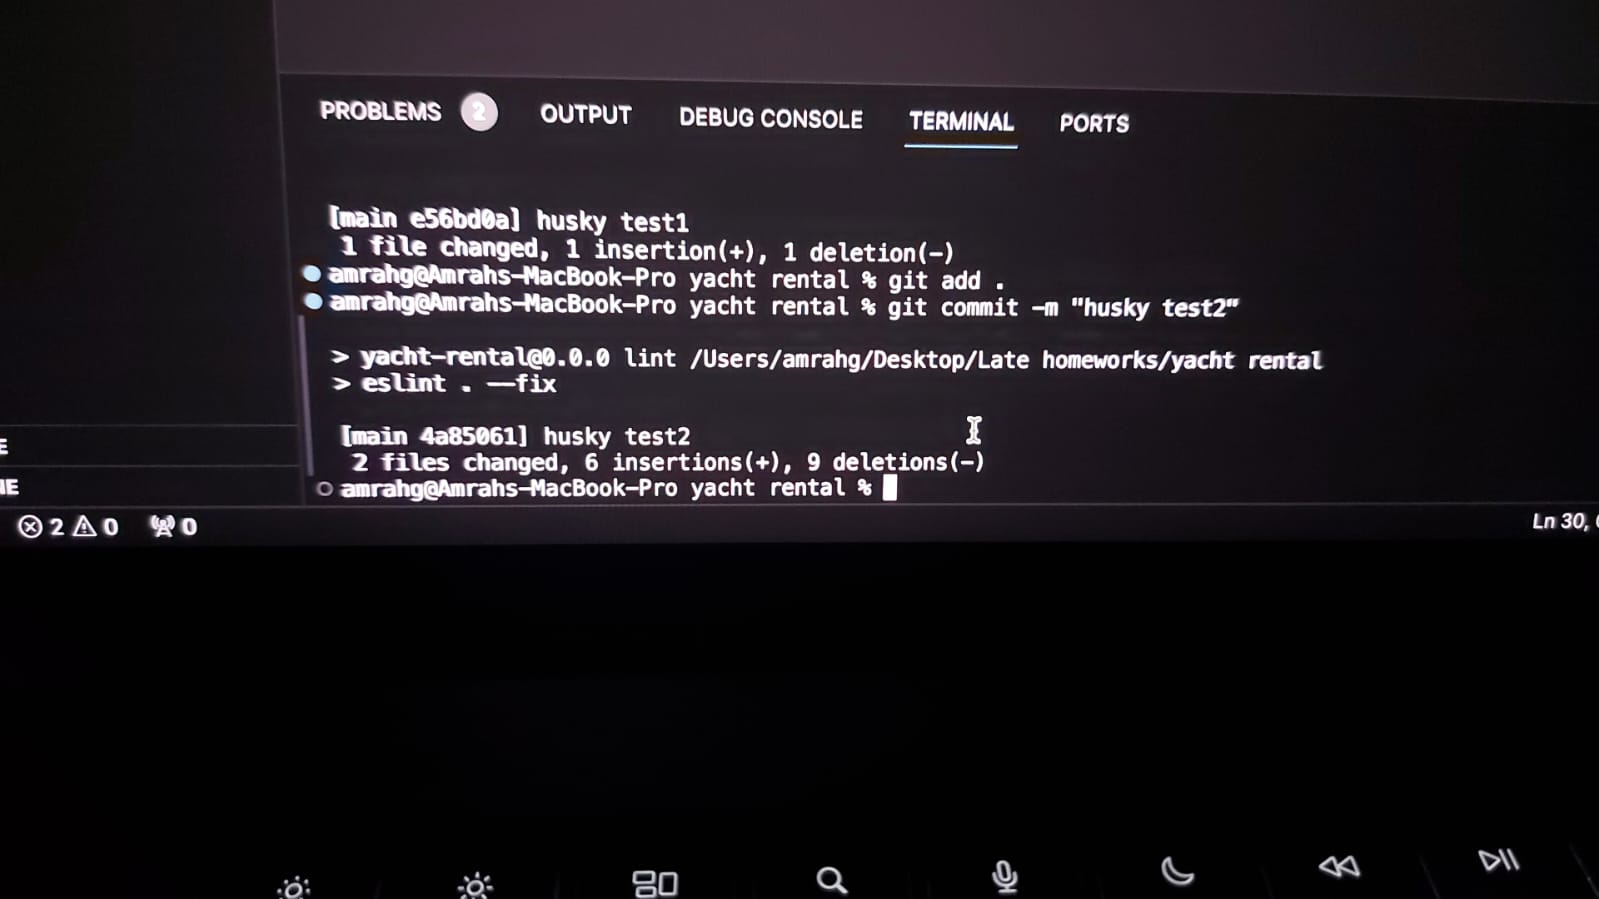 PROBLEMS 2 OUTPUT DEBUG CONSOLE TERMINAL PORTS
[main e56bd0a] husky test1
1 file changed, 1 insertion(+), 1 deletion(-)
amrahg@Amrahs-MacBook-Pro yacht rental % git add .
amrahg@Amrahs-MacBook-Pro yacht rental % git commit -m "husky test2"
> yacht-rental@0.0.0 lint /Users/amrahg/Desktop/Late homeworks/yacht rental
> eslint . --fix
[main 4a85061] husky test2
2 files changed, 6 insertions(+), 9 deletions(-)
amrahg@Amrahs-MacBook-Pro yacht rental %
E
NE
2 0 0
Ln 30,